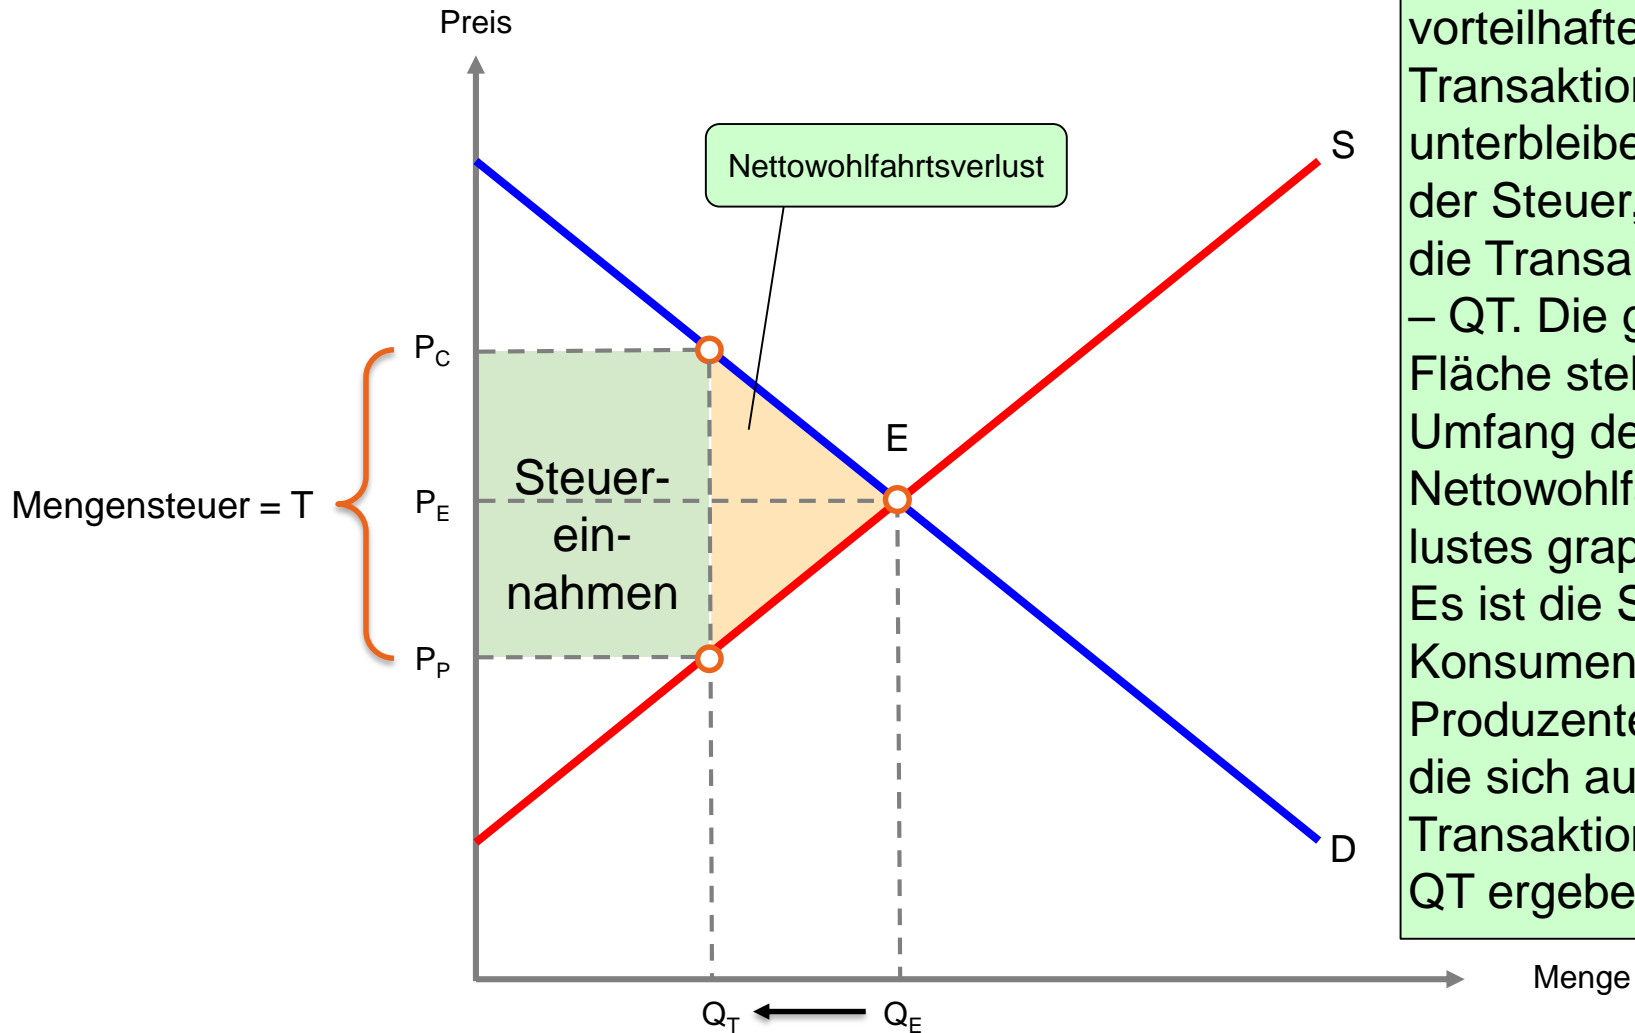 Preis
Nettowohlfahrtsverlust
S
P_C
E
Mengensteuer = T
P_E
Steuer-
ein-
nahmen
P_P
D
Q_T
Q_E
Menge
vorteilhafte
Transaktion
unterbleibe
der Steuer,
die Transa
– QT. Die g
Fläche stel
Umfang de
Nettowohlf
lustes grap
Es ist die S
Konsumen
Produzente
die sich au
Transaktion
QT ergebe